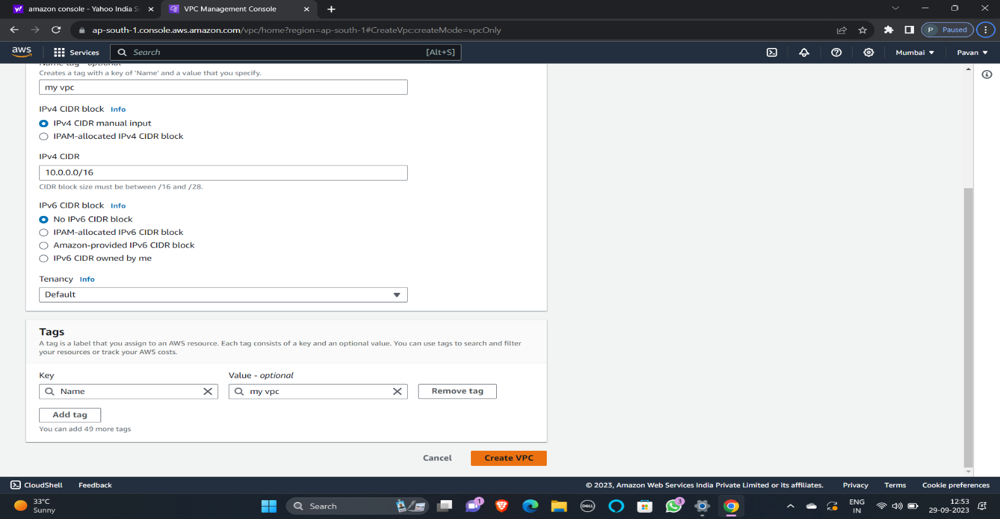 amazon console - Yahoo India S
VPC Management Console
ap-south-1.console.aws.amazon.com/vpc/home?region=ap-south-1#CreateVpc:createMode=vpcOnly
P Paused
aws
Services
Search
[Alt+S]
Mumbai
Pavan
Name tag - optional
Creates a tag with a key of 'Name' and a value that you specify.
my vpc
IPv4 CIDR block Info
IPv4 CIDR manual input
IPAM-allocated IPv4 CIDR block
IPv4 CIDR
10.0.0.0/16
CIDR block size must be between /16 and /28.
IPv6 CIDR block Info
No IPv6 CIDR block
IPAM-allocated IPv6 CIDR block
Amazon-provided IPv6 CIDR block
IPv6 CIDR owned by me
Tenancy Info
Default
Tags
A tag is a label that you assign to an AWS resource. Each tag consists of a key and an optional value. You can use tags to search and filter
your resources or track your AWS costs.
Key
Value - optional
Name
my vpc
Remove tag
Add tag
You can add 49 more tags
Cancel
Create VPC
CloudShell
Feedback
© 2023, Amazon Web Services India Private Limited or its affiliates.
Privacy
Terms
Cookie preferences
33°C
Sunny
Search
1
DELL
3
ENG
IN
12:53
29-09-2023